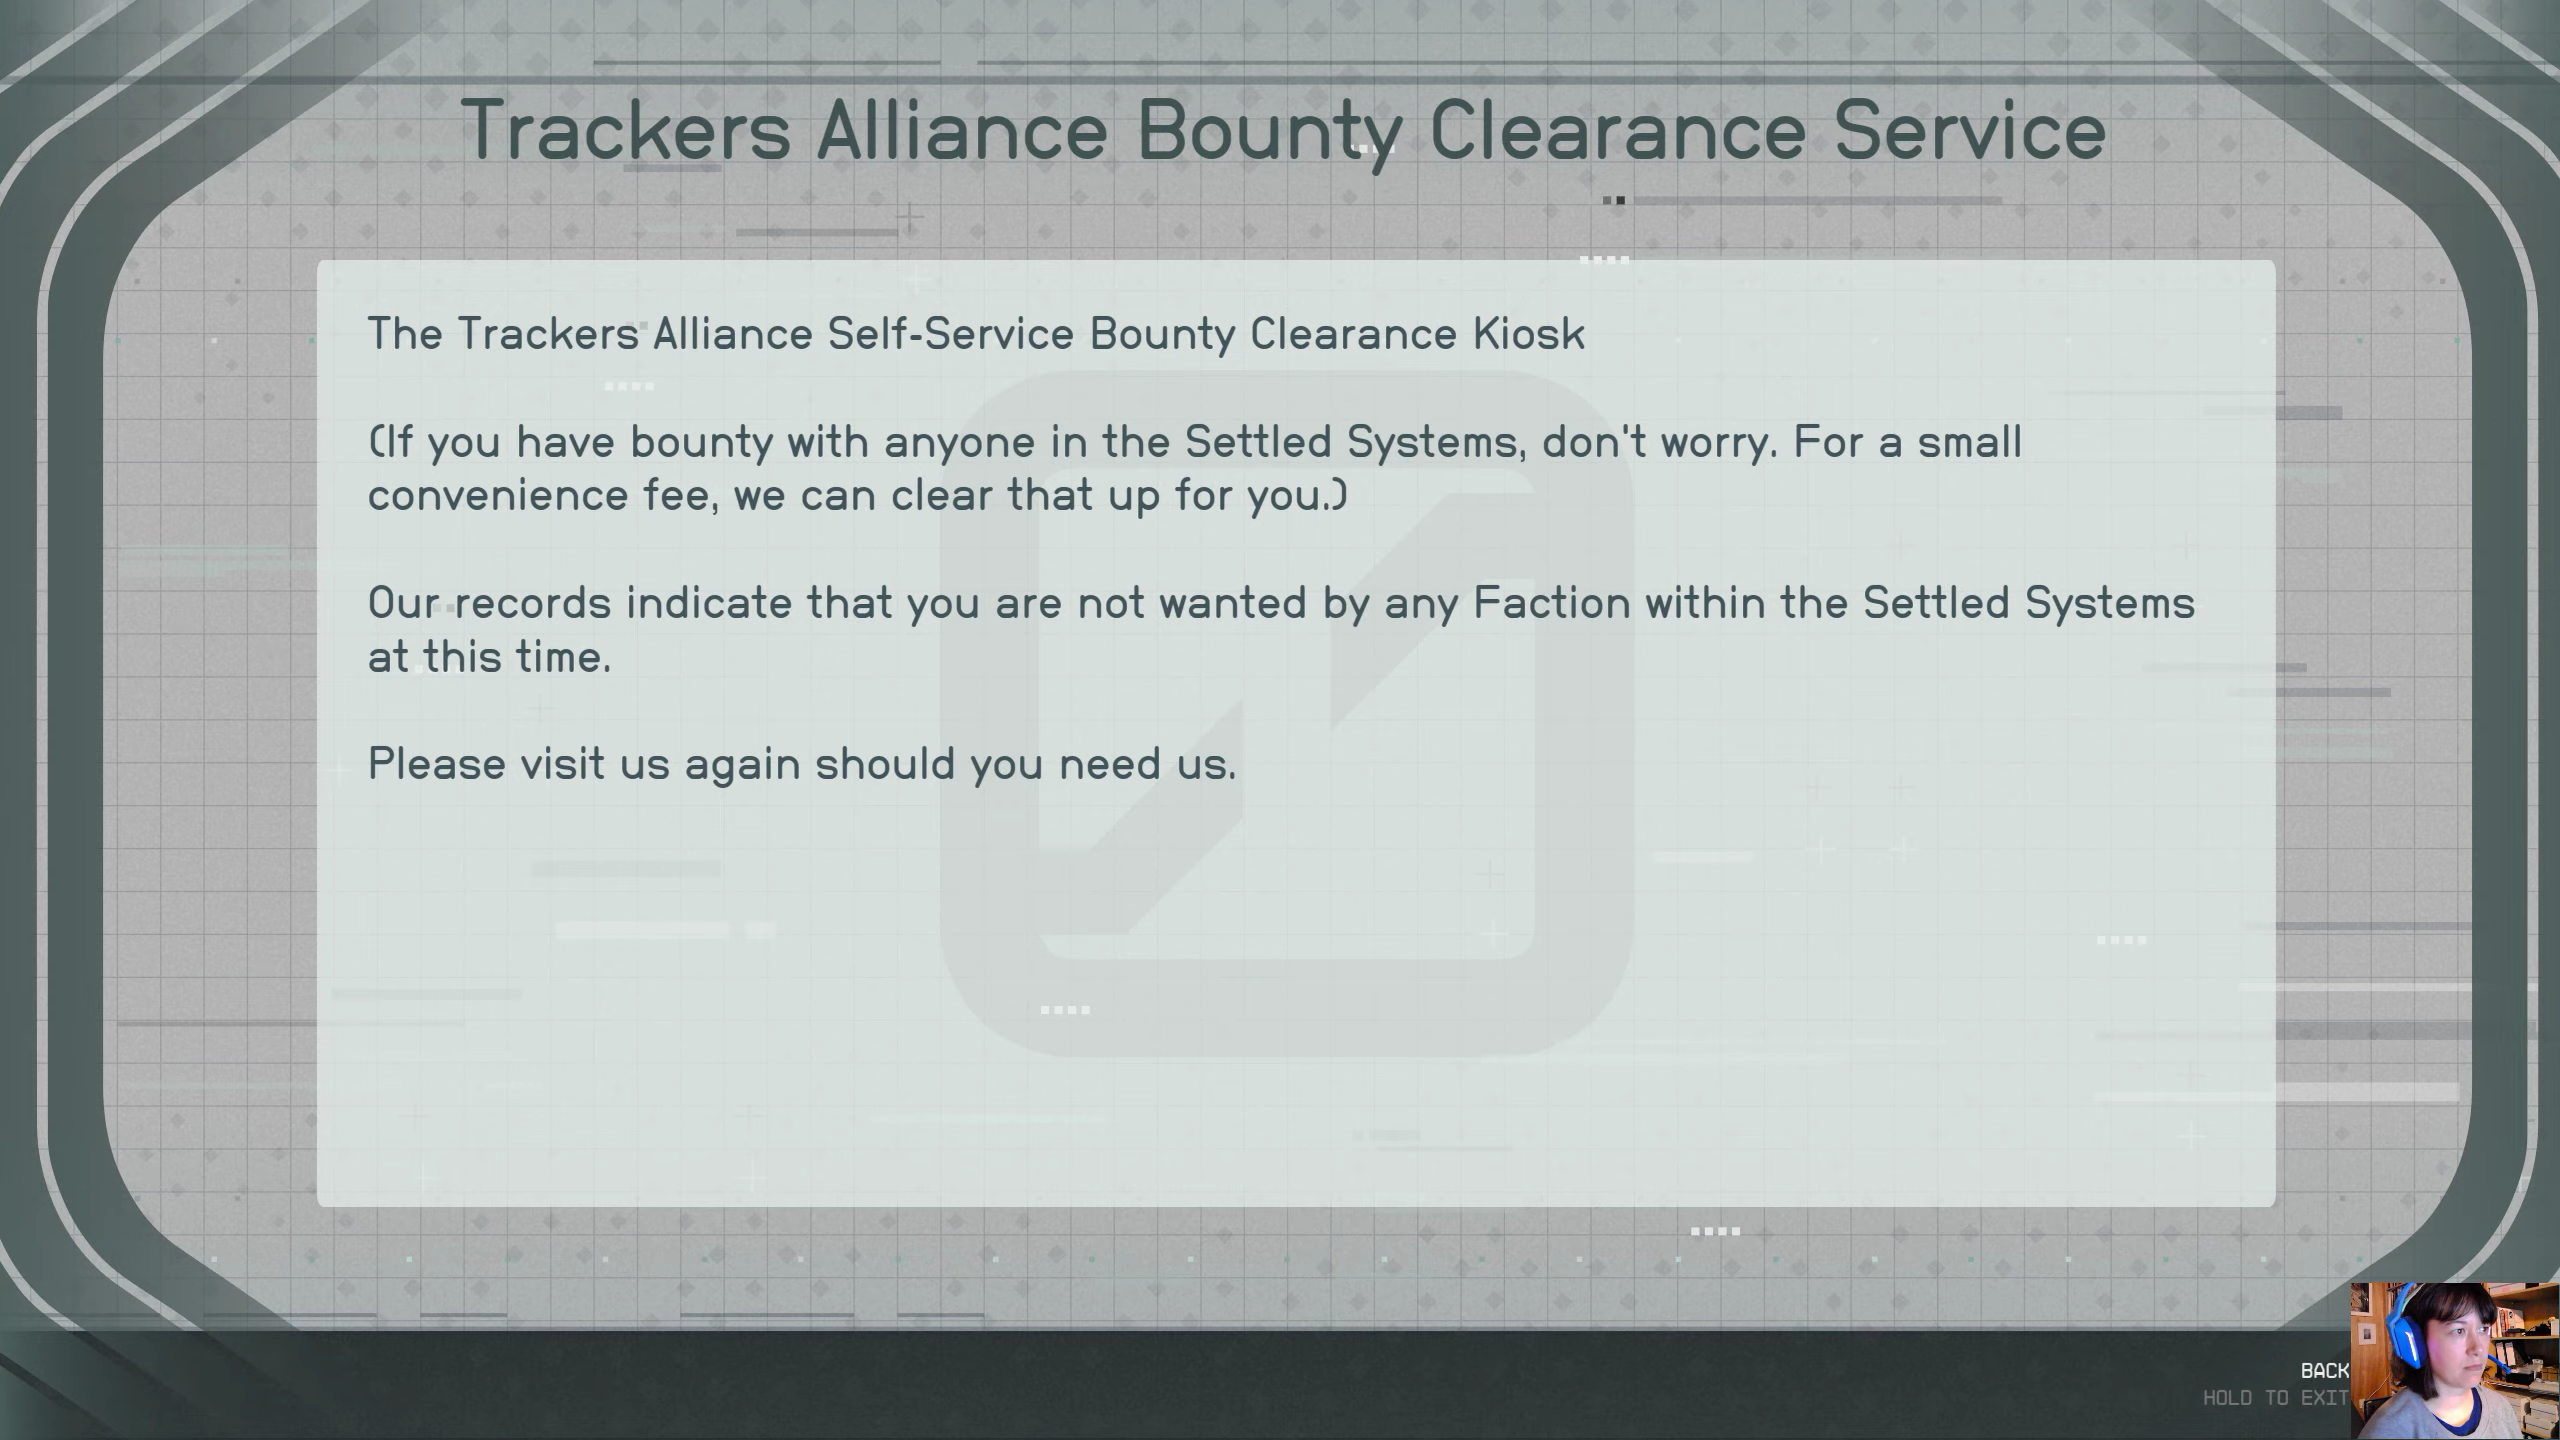 Trackers Alliance Bounty Clearance Service
The Trackers Alliance Self-Service Bounty Clearance Kiosk
(If you have bounty with anyone in the Settled Systems, don't worry. For a small
convenience fee, we can clear that up for you.)
Our records indicate that you are not wanted by any Faction within the Settled Systems
at this time.
Please visit us again should you need us.
BACK
HOLD TO EXIT